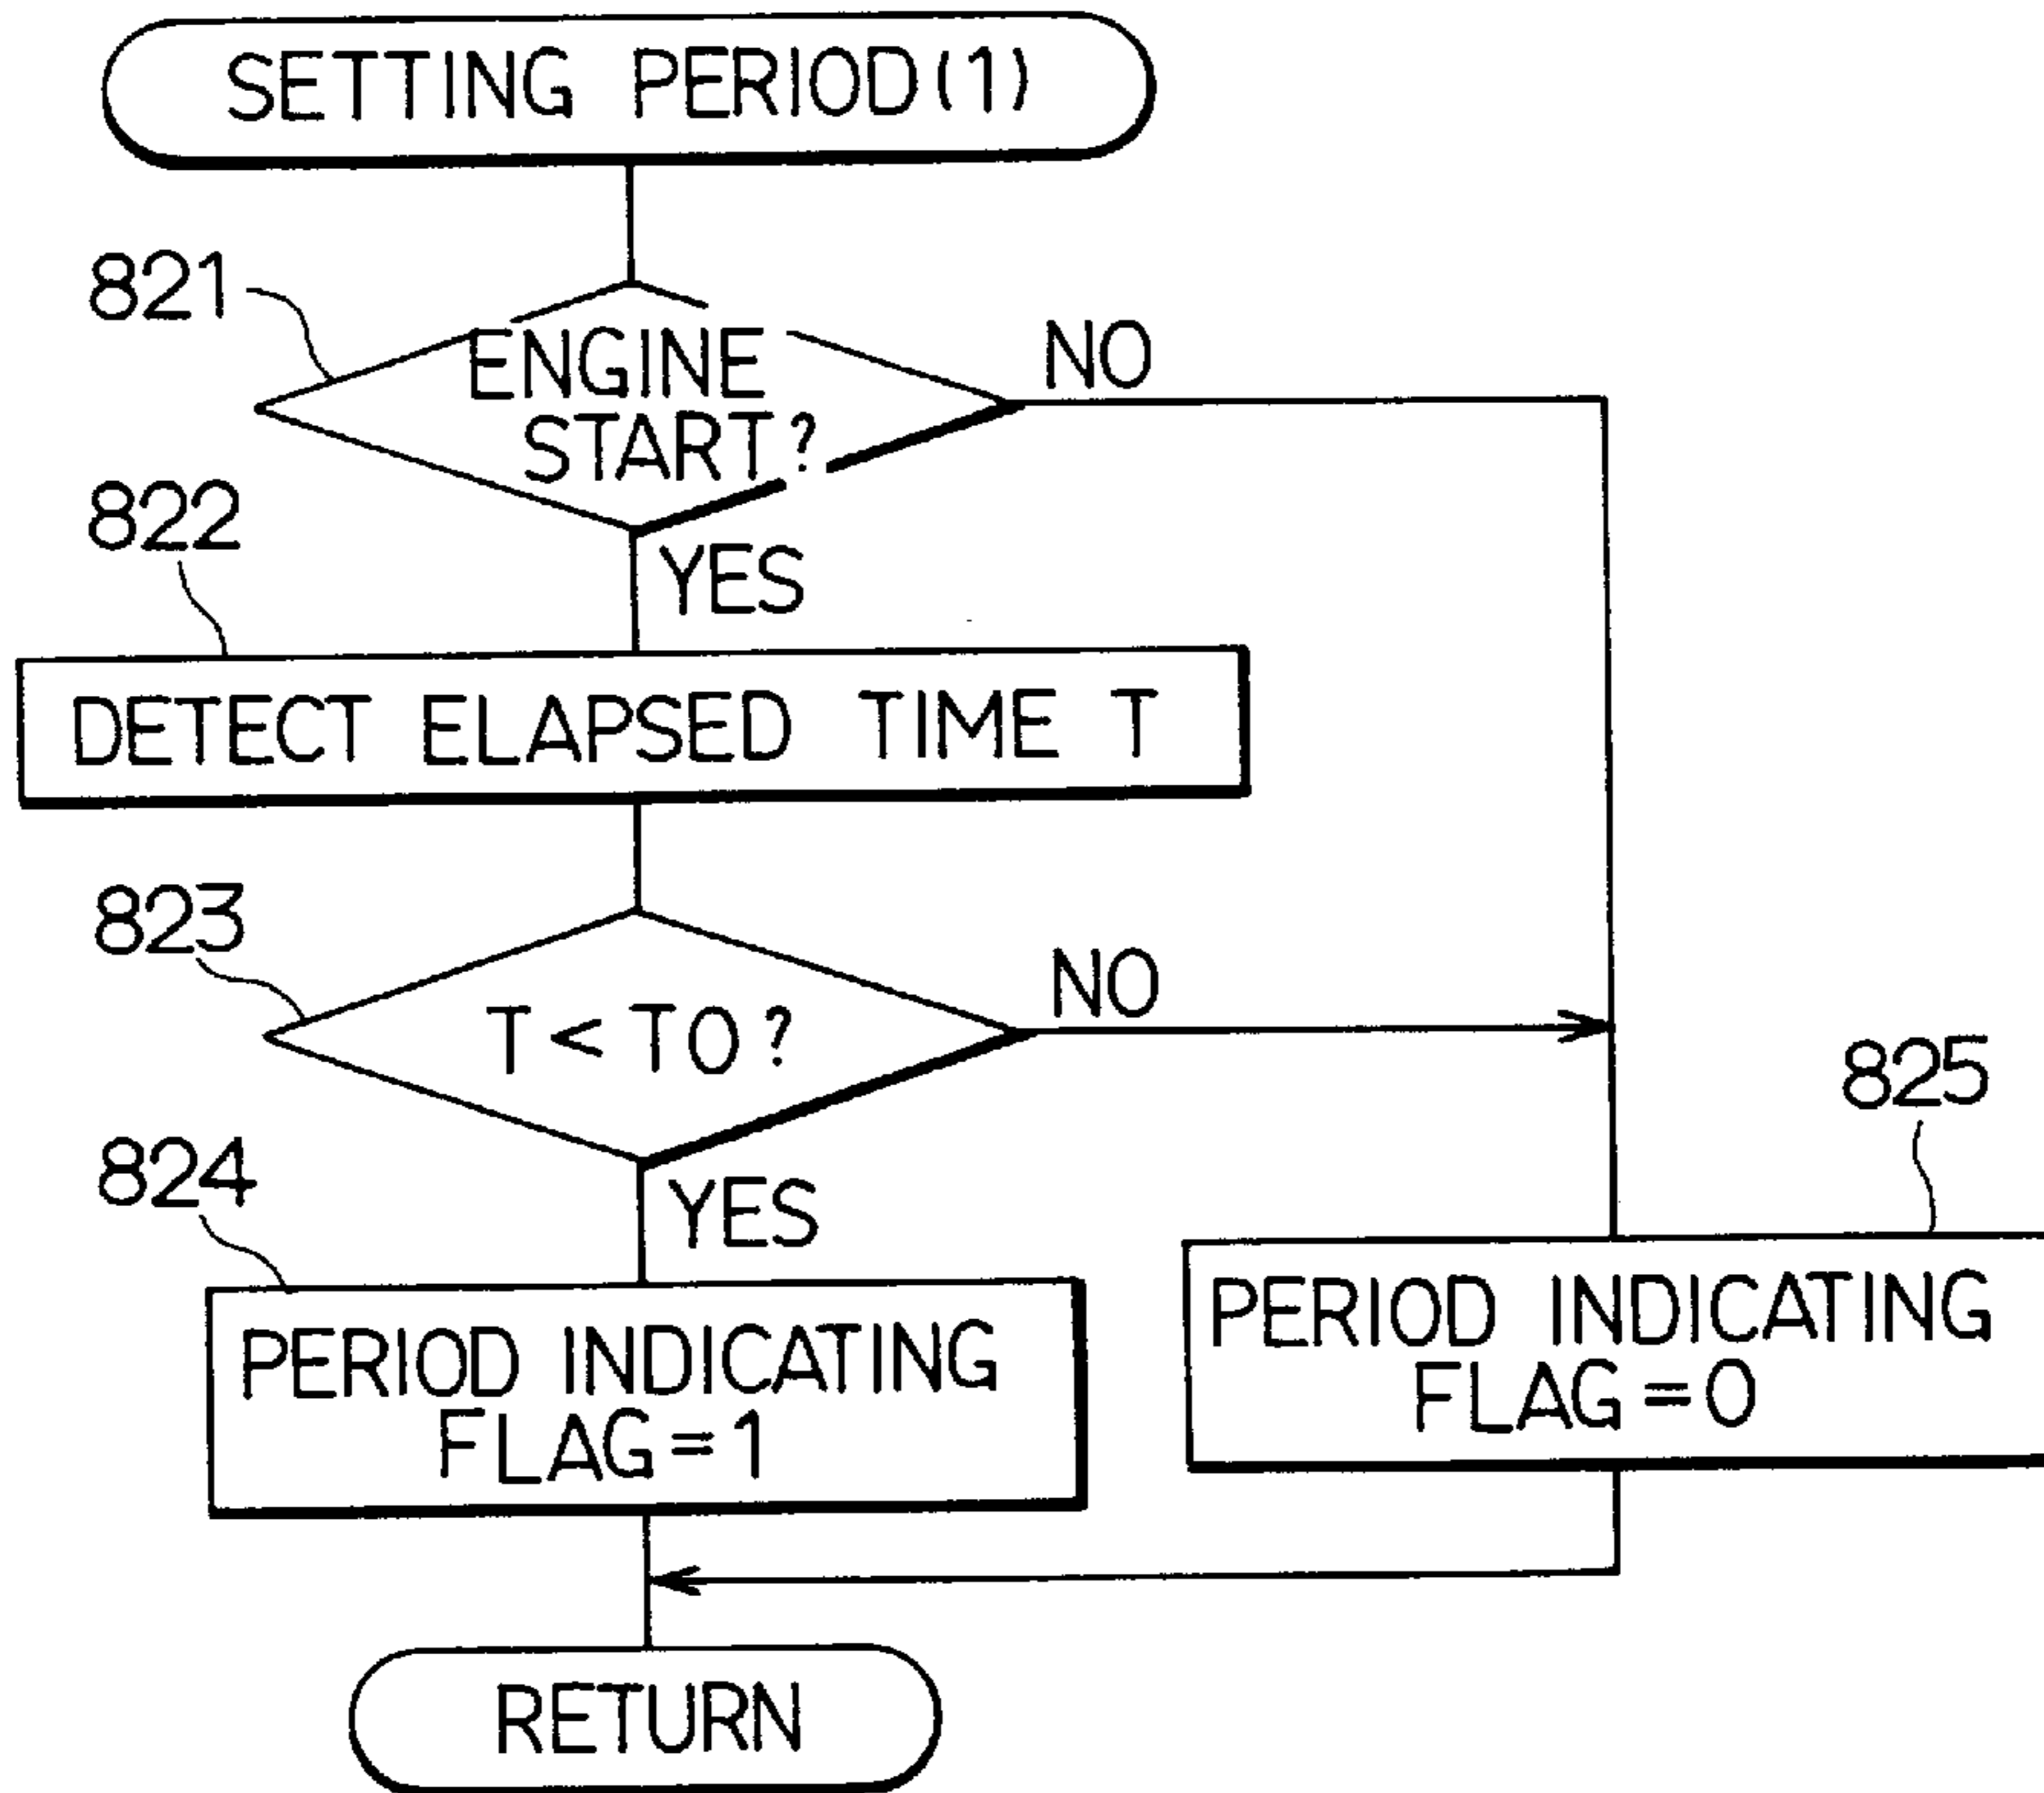 SETTING PERIOD(1)
821
ENGINE
START?
NO
822
YES
DETECT ELAPSED TIME T
823
T<TO?
NO
825
824
YES
PERIOD INDICATING
FLAG=1
PERIOD INDICATING
FLAG=0
RETURN